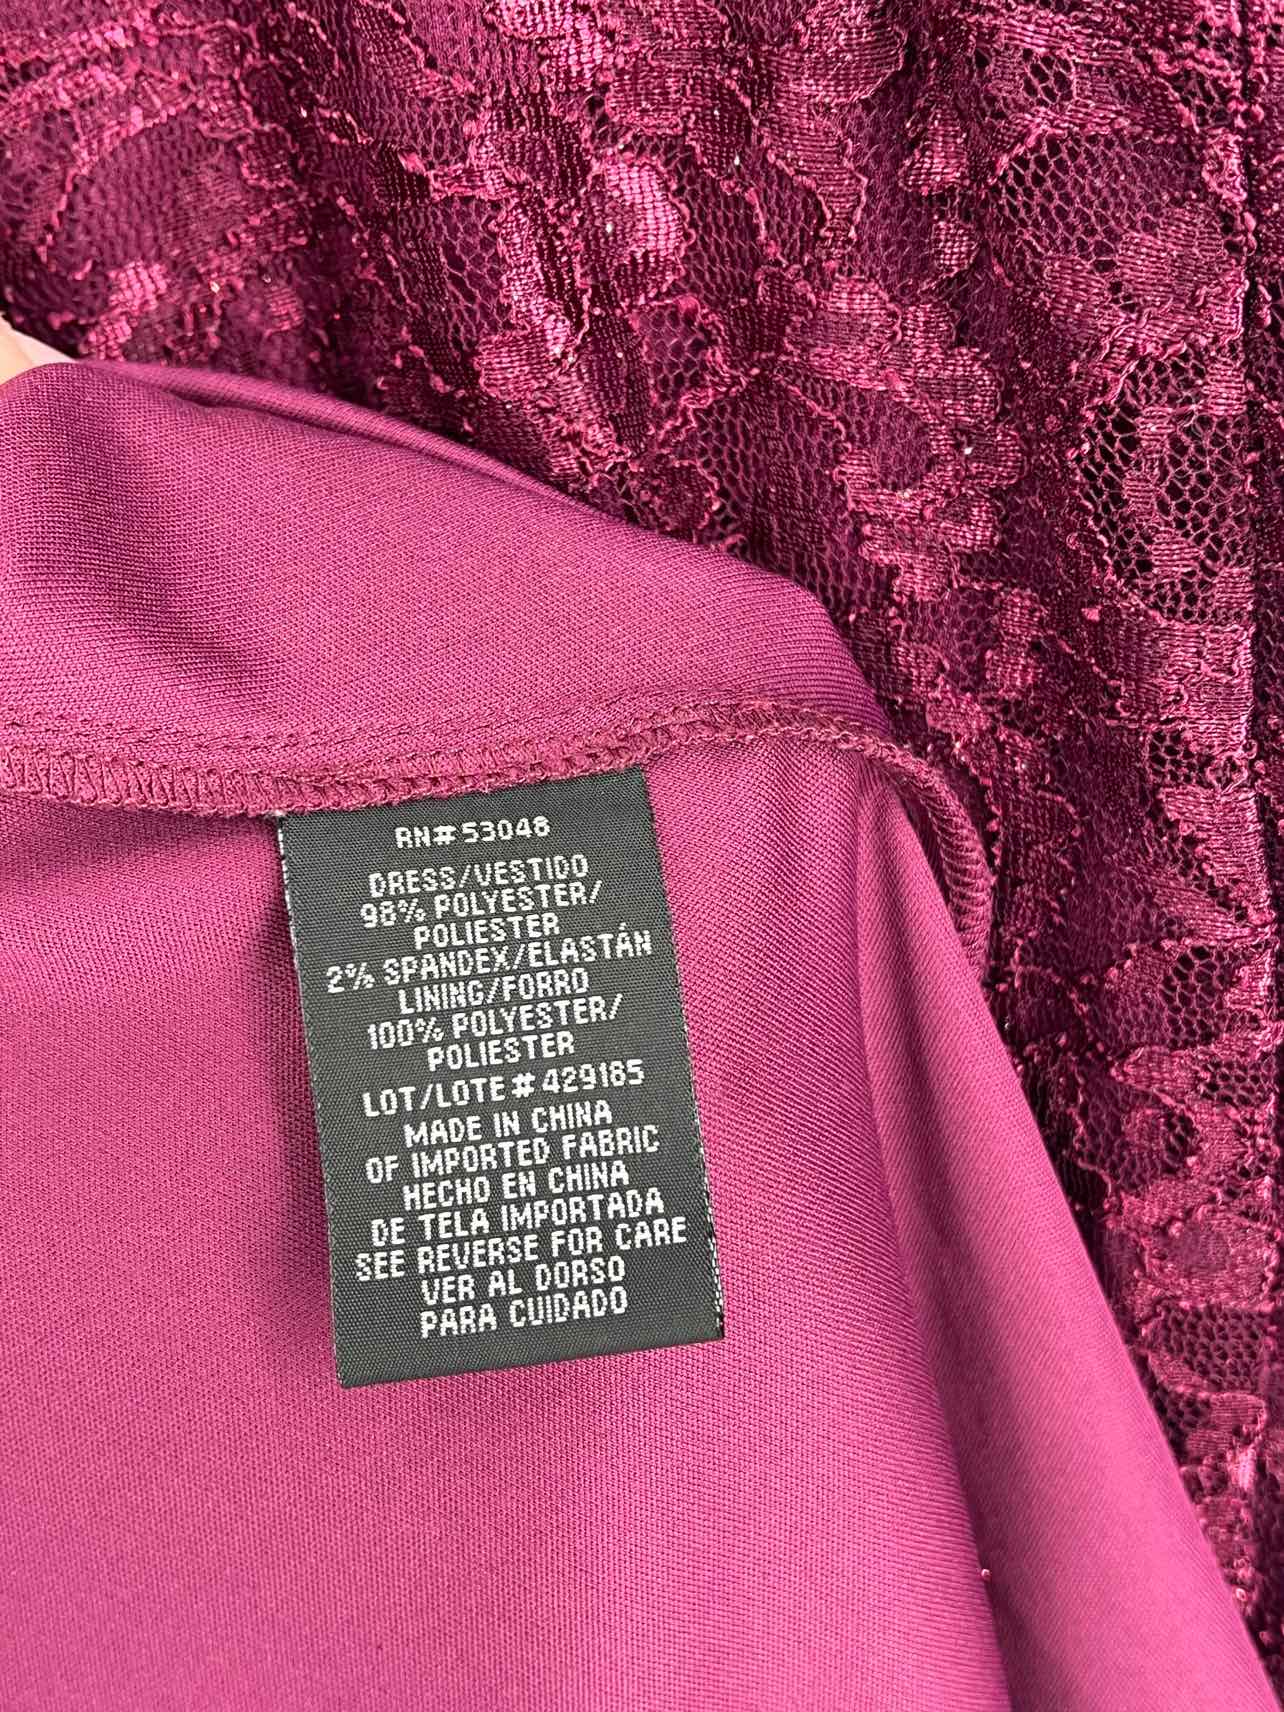 RN# 53048
DRESS/VESTIDO
98% POLYESTER/
POLIESTER
2% SPANDEX/ELASTÁN
LINING/FORRO
100% POLYESTER/
POLIESTER
LOT/LOTE # 429185
MADE IN CHINA
OF IMPORTED FABRIC
HECHO EN CHINA
DE TELA IMPORTADA
SEE REVERSE FOR CARE
VER AL DORSO
PARA CUIDADO